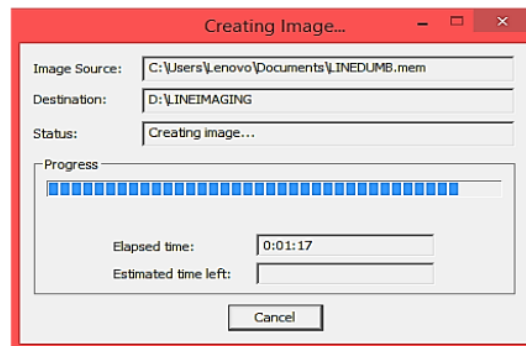 Creating Image...
Image Source: C:\Users\Lenovo\Documents\LINEDUMB.mem
Destination: D:\LINEIMAGING
Status: Creating image...
Progress
Elapsed time: 0:01:17
Estimated time left:
Cancel